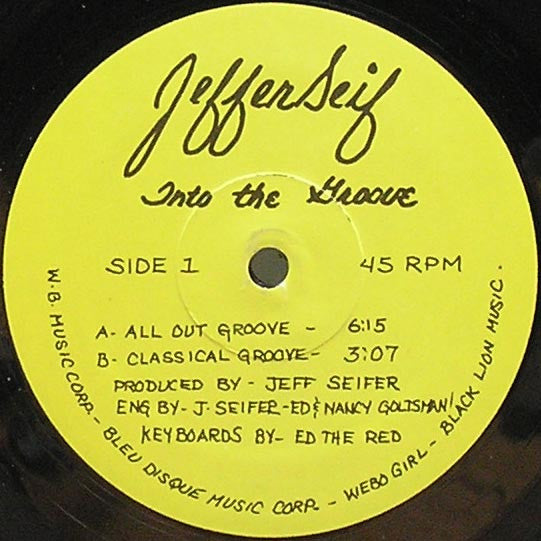 JefferSeif
Into the Groove
SIDE 1
45 RPM
A- ALL OUT GROOVE - 6:15
B- CLASSICAL GROOVE- 3:07
PRODUCED BY - JEFF SEIFER
ENG BY- J. SEIFER-ED & NANCY GOLTSMAN/
KEYBOARDS BY- ED THE RED
W.B. MUSIC CORP. - BLEU DISQUE MUSIC CORP. - WEBO GIRL - BLACK LION MUSIC.